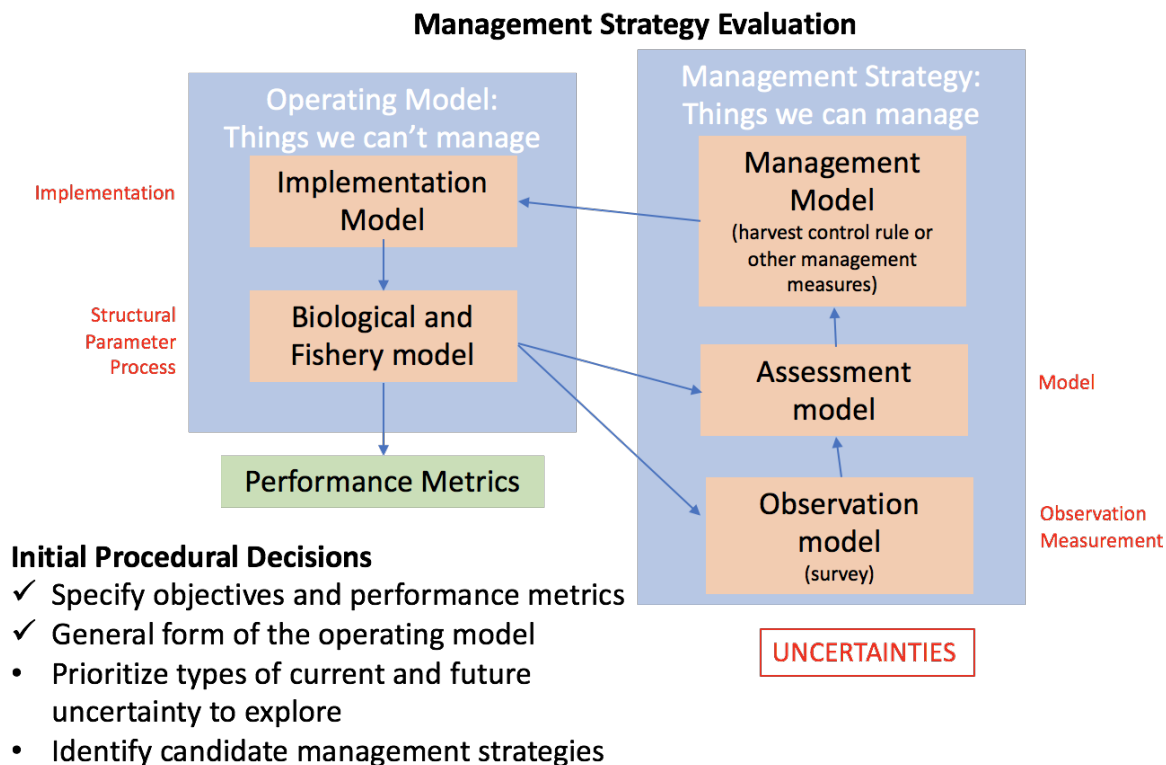 Management Strategy Evaluation
Operating Model:
Things we can't manage
Implementation
Model
Implementation
Biological and
Fishery model
Structural
Parameter
Process
Performance Metrics
Management Strategy:
Things we can manage
Management
Model
(harvest control rule or
other management
measures)
Assessment
model
Model
Observation
model
(survey)
Observation
Measurement
UNCERTAINTIES
Initial Procedural Decisions
✓ Specify objectives and performance metrics
✓ General form of the operating model
• Prioritize types of current and future
uncertainty to explore
• Identify candidate management strategies